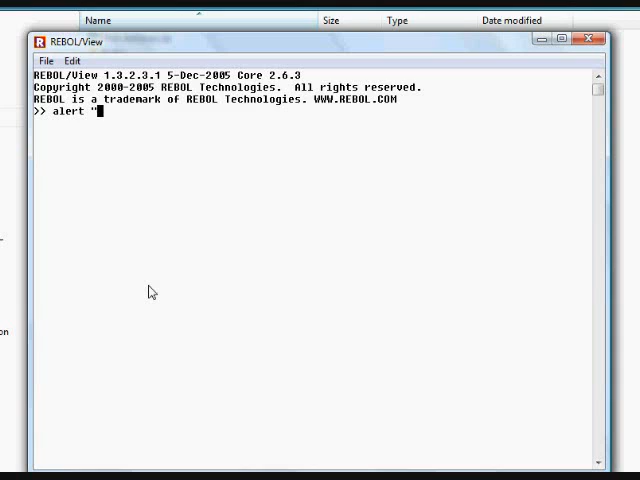 Name Size Type Date modified
REBOL/View
File Edit
REBOL/View 1.3.2.3.1 5-Dec-2005 Core 2.6.3
Copyright 2000-2005 REBOL Technologies. All rights reserved.
REBOL is a trademark of REBOL Technologies. WWW.REBOL.COM
>> alert "
on